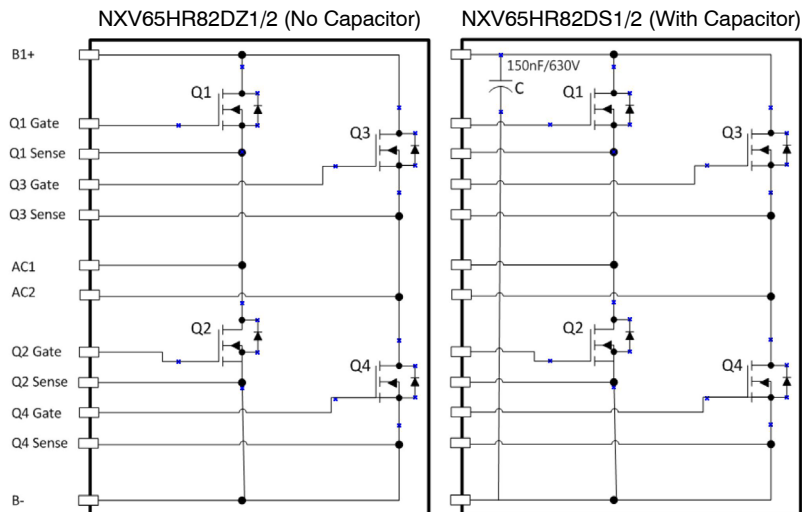 NXV65HR82DZ1/2 (No Capacitor)
NXV65HR82DS1/2 (With Capacitor)
B1+
Q1
Q1 Gate
Q3
Q1 Sense
Q3 Gate
Q3 Sense
AC1
AC2
Q2
Q2 Gate
Q4
Q2 Sense
Q4 Gate
Q4 Sense
B-
150nF/630V
C
Q1
Q3
Q2
Q4